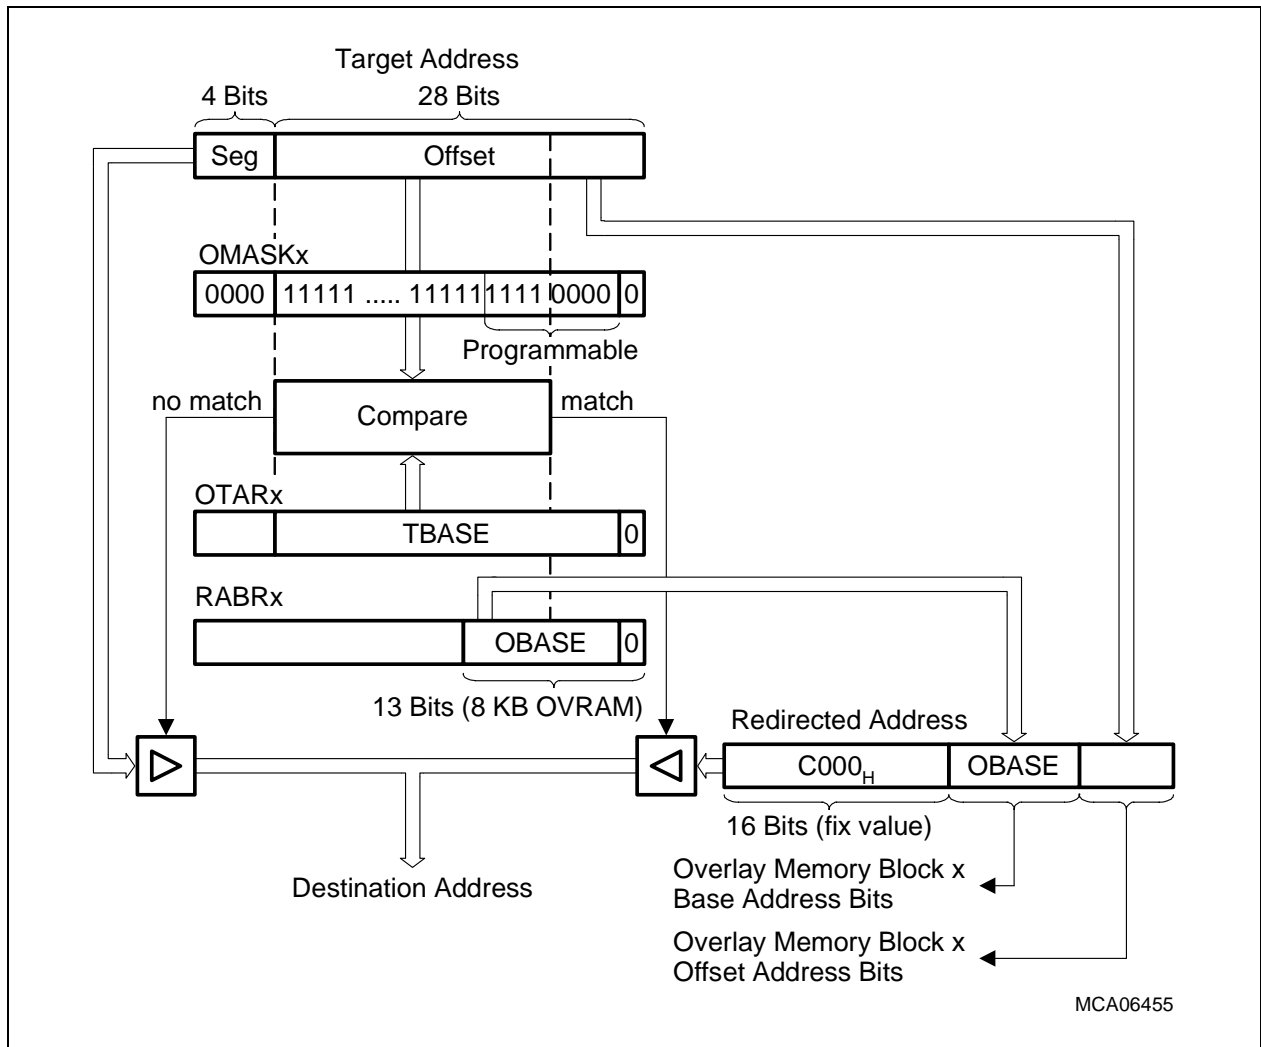 Target Address
4 Bits 28 Bits
Seg Offset
OMASKx
0000 11111 ..... 11111 1111 0000 0
Programmable
no match Compare match
OTARx
TBASE 0
RABRx
OBASE 0
13 Bits (8 KB OVRAM)
Redirected Address
C000H OBASE
16 Bits (fix value)
Destination Address
Overlay Memory Block x
Base Address Bits
Overlay Memory Block x
Offset Address Bits
MCA06455